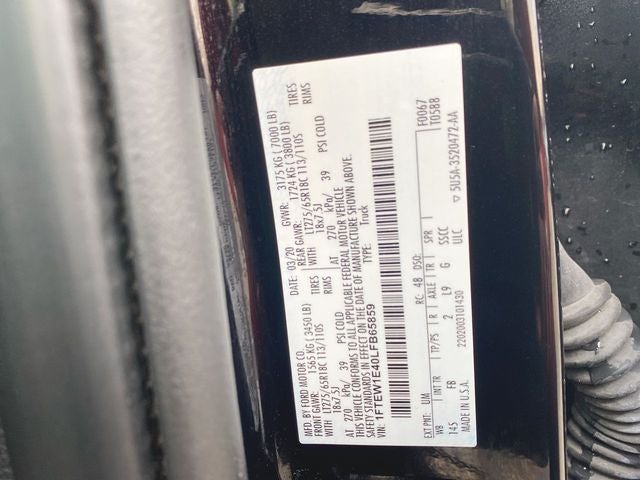 MFD. BY FORD MOTOR CO.
DATE: 03/20 GVWR: 3175 KG ( 7000 LB)
FRONT GAWR: 1565 KG ( 3450 LB) REAR GAWR: 1724 KG ( 3800 LB)
WITH LT275/65R18C 113/110S TIRES WITH LT275/65R18C 113/110S TIRES
18x7.5J RIMS 18x7.5J RIMS
AT 270 kPa/ 39 PSI COLD AT 270 kPa/ 39 PSI COLD
THIS VEHICLE CONFORMS TO ALL APPLICABLE FEDERAL MOTOR VEHICLE
SAFETY STANDARDS IN EFFECT ON THE DATE OF MANUFACTURE SHOWN ABOVE.
VIN: 1FTEW1E40LFB65859 TYPE: Truck
EXT PNT: UM RC: 48 DSO: F0067
WB TP/PS R AXLE TR SPR T0588
145 FB 2 L9 G SSCC
MADE IN U.S.A. 2202003101430 ULC ▽ 5U5A-3520472-AA